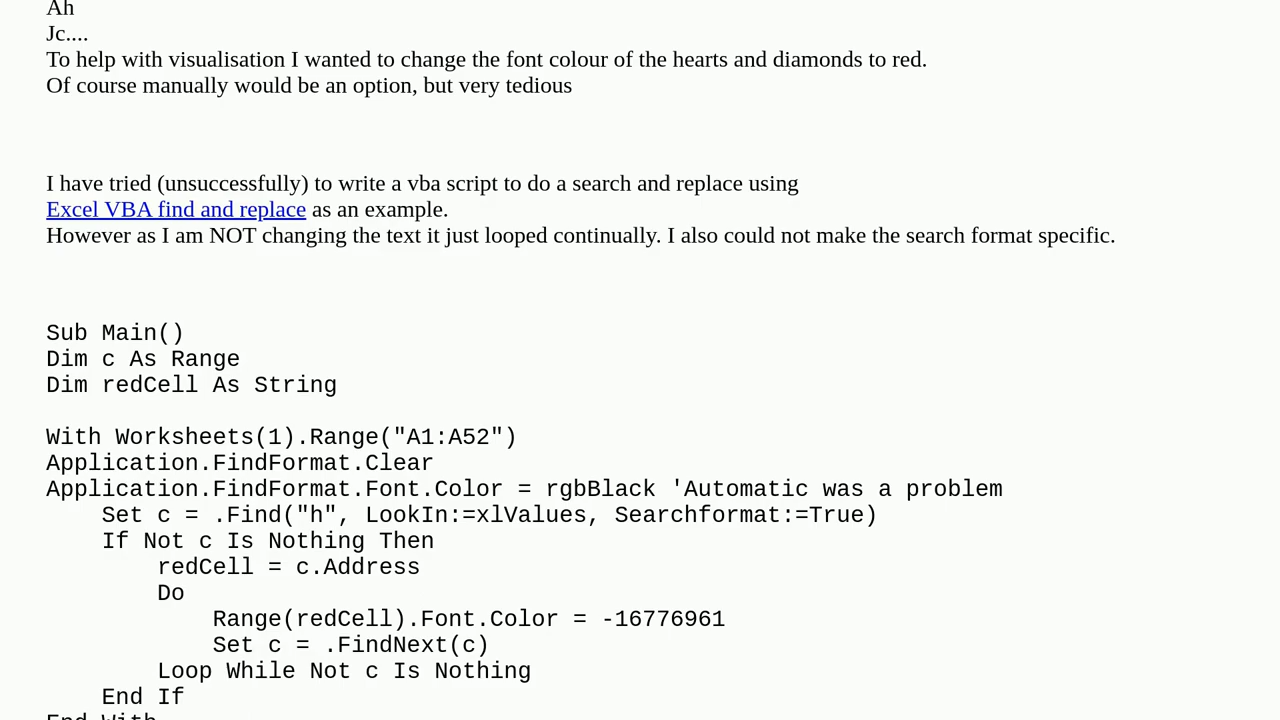 Ah
Jc....
To help with visualisation I wanted to change the font colour of the hearts and diamonds to red.
Of course manually would be an option, but very tedious
I have tried (unsuccessfully) to write a vba script to do a search and replace using
Excel VBA find and replace as an example.
However as I am NOT changing the text it just looped continually. I also could not make the search format specific.
Sub Main()
Dim c As Range
Dim redCell As String
With Worksheets(1).Range("A1:A52")
Application.FindFormat.Clear
Application.FindFormat.Font.Color = rgbBlack 'Automatic was a problem
    Set c = .Find("h", LookIn:=xlValues, Searchformat:=True)
    If Not c Is Nothing Then
        redCell = c.Address
        Do
            Range(redCell).Font.Color = -16776961
            Set c = .FindNext(c)
        Loop While Not c Is Nothing
    End If
End With